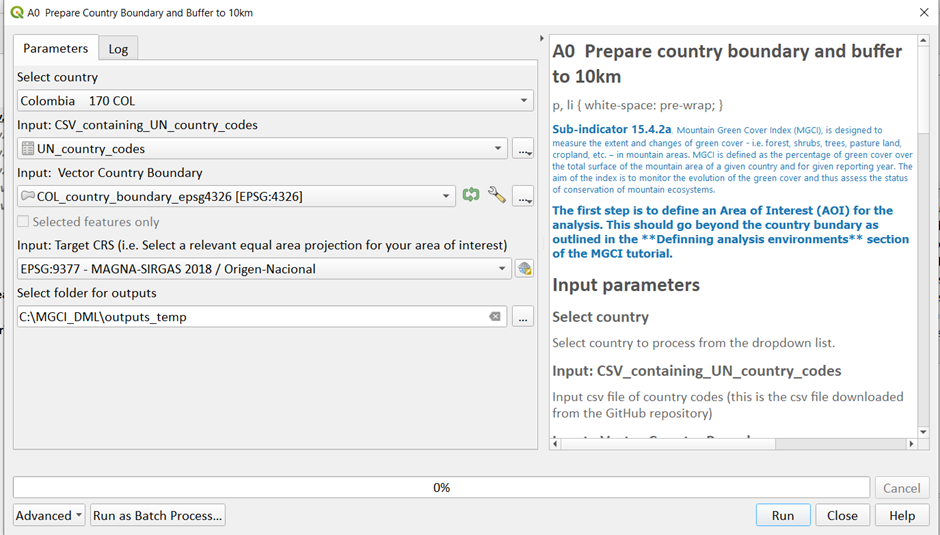 A0 Prepare Country Boundary and Buffer to 10km
Parameters
Log
Select country
Colombia 170 COL
Input: CSV_containing_UN_country_codes
UN_country_codes
...
Input: Vector Country Boundary
COL_country_boundary_epsg4326 [EPSG:4326]
...
Selected features only
Input: Target CRS (i.e. Select a relevant equal area projection for your area of interest)
EPSG:9377 - MAGNA-SIRGAS 2018 / Origen-Nacional
Select folder for outputs
C:\MGCI_DML\outputs_temp
...
A0 Prepare country boundary and buffer
to 10km
p, li { white-space: pre-wrap; }
Sub-indicator 15.4.2a. Mountain Green Cover Index (MGCI), is designed to
measure the extent and changes of green cover - i.e. forest, shrubs, trees, pasture land,
cropland, etc. – in mountain areas. MGCI is defined as the percentage of green cover over
the total surface of the mountain area of a given country and for given reporting year. The
aim of the index is to monitor the evolution of the green cover and thus assess the status
of conservation of mountain ecosystems.
The first step is to define an Area of Interest (AOI) for the
analysis. This should go beyond the country bundary as
outlined in the **Definning analysis environments** section
of the MGCI tutorial.
Input parameters
Select country
Select country to process from the dropdown list.
Input: CSV_containing_UN_country_codes
Input csv file of country codes (this is the csv file downloaded
from the GitHub repository)
0%
Cancel
Advanced
Run as Batch Process...
Run
Close
Help